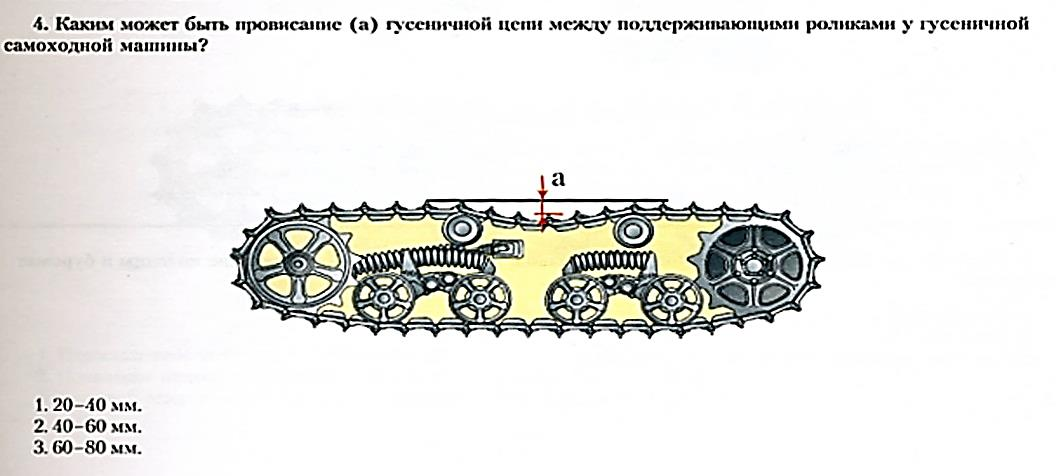 4. Каким может быть провисание (а) гусеничной цепи между поддерживающими роликами у гусеничной
самоходной машины?
а
1. 20–40 мм.
2. 40–60 мм.
3. 60–80 мм.